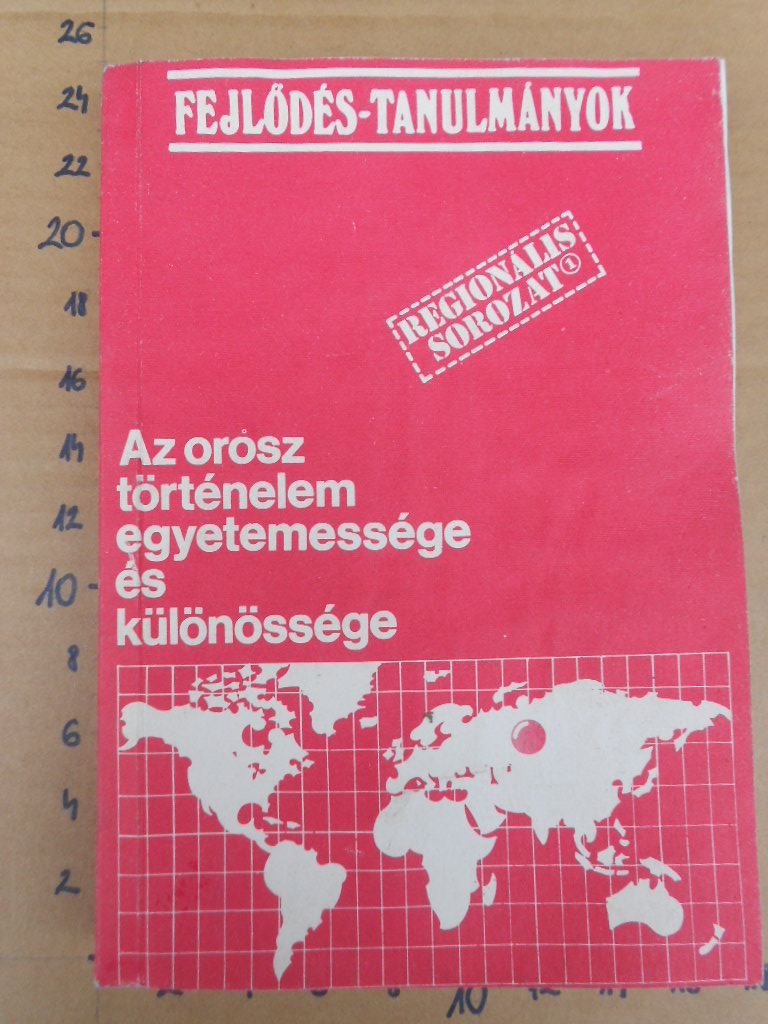 FEJLŐDÉS-TANULMÁNYOK
REGIONÁLIS
SOROZAT 1
Az orosz
történelem
egyetemessége
és
különössége
26
24
22
20
18
16
14
12
10
8
6
4
2
10